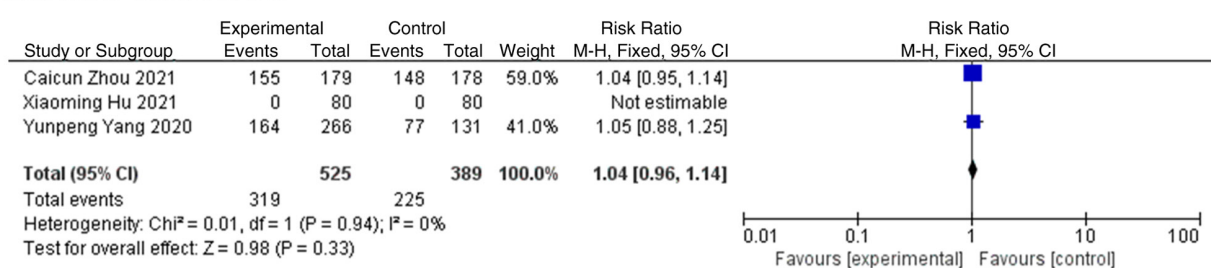 Experimental Control Risk Ratio Risk Ratio
Study or Subgroup Events Total Events Total Weight M-H, Fixed, 95% CI M-H, Fixed, 95% CI
Caicun Zhou 2021 155 179 148 178 59.0% 1.04 [0.95, 1.14]
Xiaoming Hu 2021 0 80 0 80 Not estimable
Yunpeng Yang 2020 164 266 77 131 41.0% 1.05 [0.88, 1.25]
Total (95% CI) 525 389 100.0% 1.04 [0.96, 1.14]
Total events 319 225
Heterogeneity: Chi² = 0.01, df = 1 (P = 0.94); I² = 0%
Test for overall effect: Z = 0.98 (P = 0.33)
0.01 0.1 1 10 100
Favours [experimental] Favours [control]